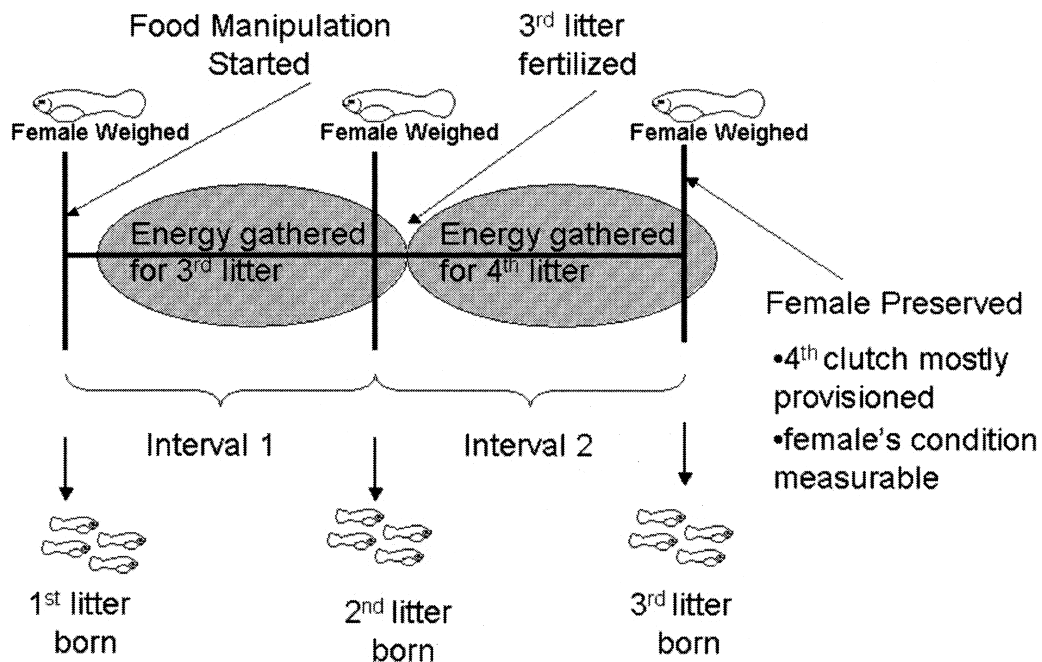 Food Manipulation
Started
3rd litter
fertilized
Female Weighed
Female Weighed
Female Weighed
Energy gathered
for 3rd litter
Energy gathered
for 4th litter
Female Preserved
•4th clutch mostly
provisioned
•female's condition
measurable
Interval 1
Interval 2
1st litter
born
2nd litter
born
3rd litter
born